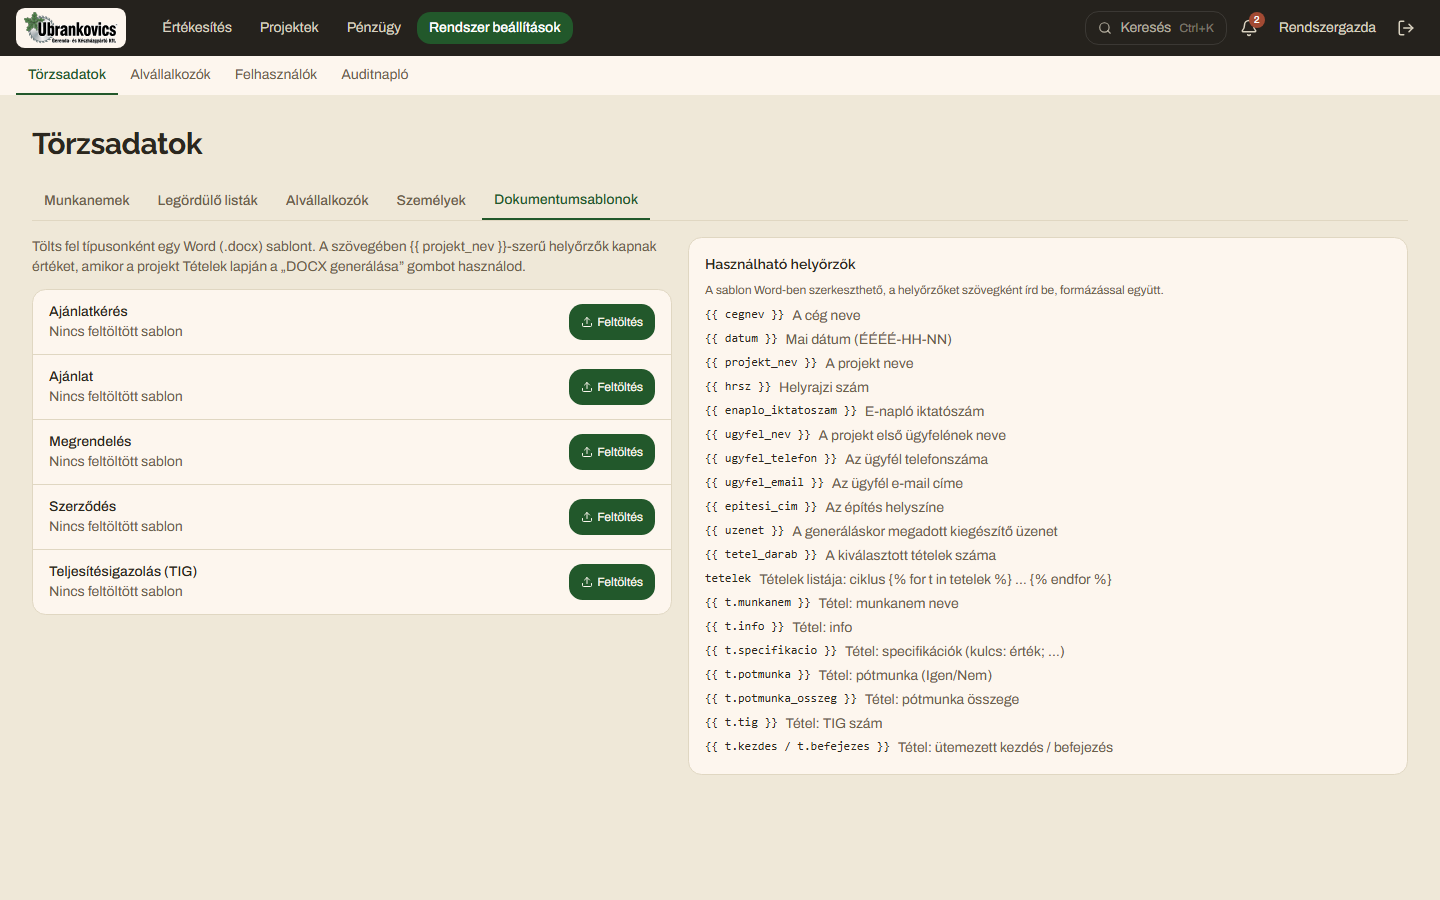 Ubrankovics
Gerenda- és Készházgyártó Kft.
Értékesítés
Projektek
Pénzügy
Rendszer beállítások
Keresés Ctrl+K
2
Rendszergazda
Törzsadatok
Alvállalkozók
Felhasználók
Auditnapló
Törzsadatok
Munkanemek
Legördülő listák
Alvállalkozók
Személyek
Dokumentumsablonok
Tölts fel típusonként egy Word (.docx) sablont. A szövegében {{ projekt_nev }}-szerű helyőrzők kapnak
értéket, amikor a projekt Tételek lapján a „DOCX generálása” gombot használod.
Ajánlatkérés
Nincs feltöltött sablon
Feltöltés
Ajánlat
Nincs feltöltött sablon
Feltöltés
Megrendelés
Nincs feltöltött sablon
Feltöltés
Szerződés
Nincs feltöltött sablon
Feltöltés
Teljesítésigazolás (TIG)
Nincs feltöltött sablon
Feltöltés
Használható helyőrzők
A sablon Word-ben szerkeszthető, a helyőrzőket szövegként írd be, formázással együtt.
{{ cegnev }} A cég neve
{{ datum }} Mai dátum (ÉÉÉÉ-HH-NN)
{{ projekt_nev }} A projekt neve
{{ hrsz }} Helyrajzi szám
{{ enaplo_iktatoszam }} E-napló iktatószám
{{ ugyfel_nev }} A projekt első ügyfelének neve
{{ ugyfel_telefon }} Az ügyfél telefonszáma
{{ ugyfel_email }} Az ügyfél e-mail címe
{{ epitesi_cim }} Az építés helyszíne
{{ uzenet }} A generáláskor megadott kiegészítő üzenet
{{ tetel_darab }} A kiválasztott tételek száma
tetelek Tételek listája: ciklus {% for t in tetelek %} ... {% endfor %}
{{ t.munkanem }} Tétel: munkanem neve
{{ t.info }} Tétel: info
{{ t.specifikacio }} Tétel: specifikációk (kulcs: érték; ...)
{{ t.potmunka }} Tétel: pótmunka (Igen/Nem)
{{ t.potmunka_osszeg }} Tétel: pótmunka összege
{{ t.tig }} Tétel: TIG szám
{{ t.kezdes / t.befejezes }} Tétel: ütemezett kezdés / befejezés